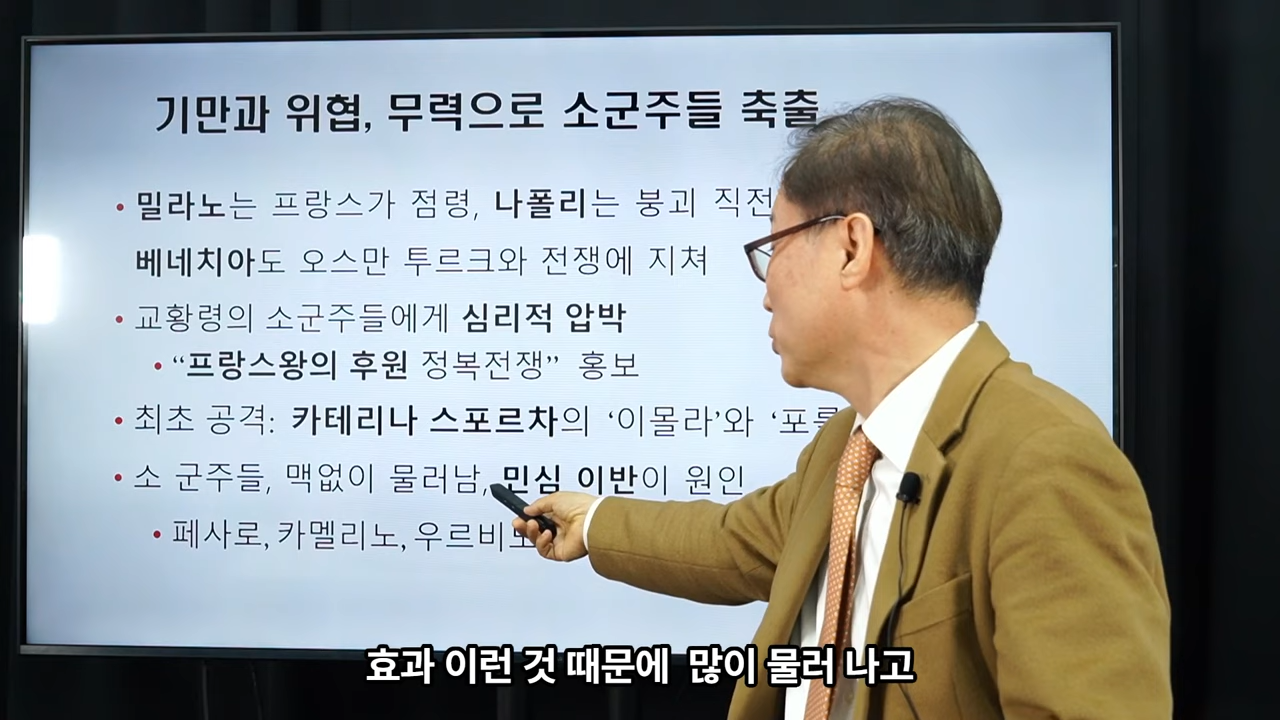 기만과 위협, 무력으로 소군주들 축출
• 밀라노는 프랑스가 점령, 나폴리는 붕괴 직전
베네치아도 오스만 투르크와 전쟁에 지쳐
• 교황령의 소군주들에게 심리적 압박
• “프랑스왕의 후원 정복전쟁” 홍보
• 최초 공격: 카테리나 스포르차의 ‘이몰라’와
• 소 군주들, 맥없이 물러남, 민심 이반이 원인
• 페사로, 카멜리노,
효과 이런 것 때문에 많이 물러 나고